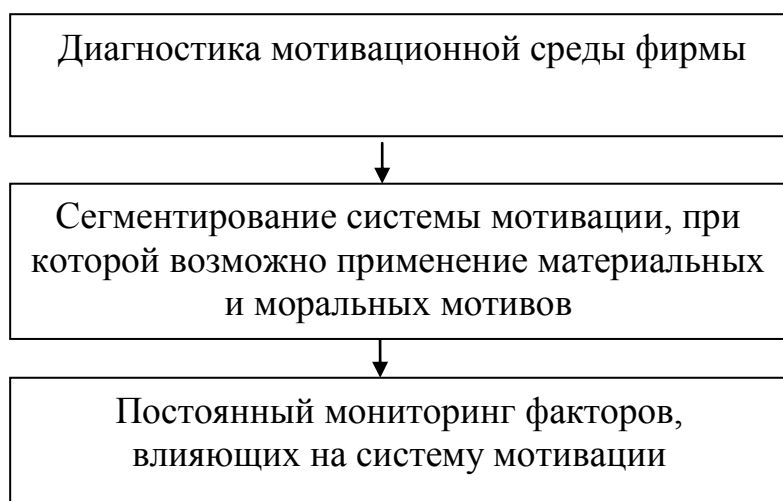 Диагностика мотивационной среды фирмы
Сегментирование системы мотивации, при
которой возможно применение материальных
и моральных мотивов
Постоянный мониторинг факторов,
влияющих на систему мотивации